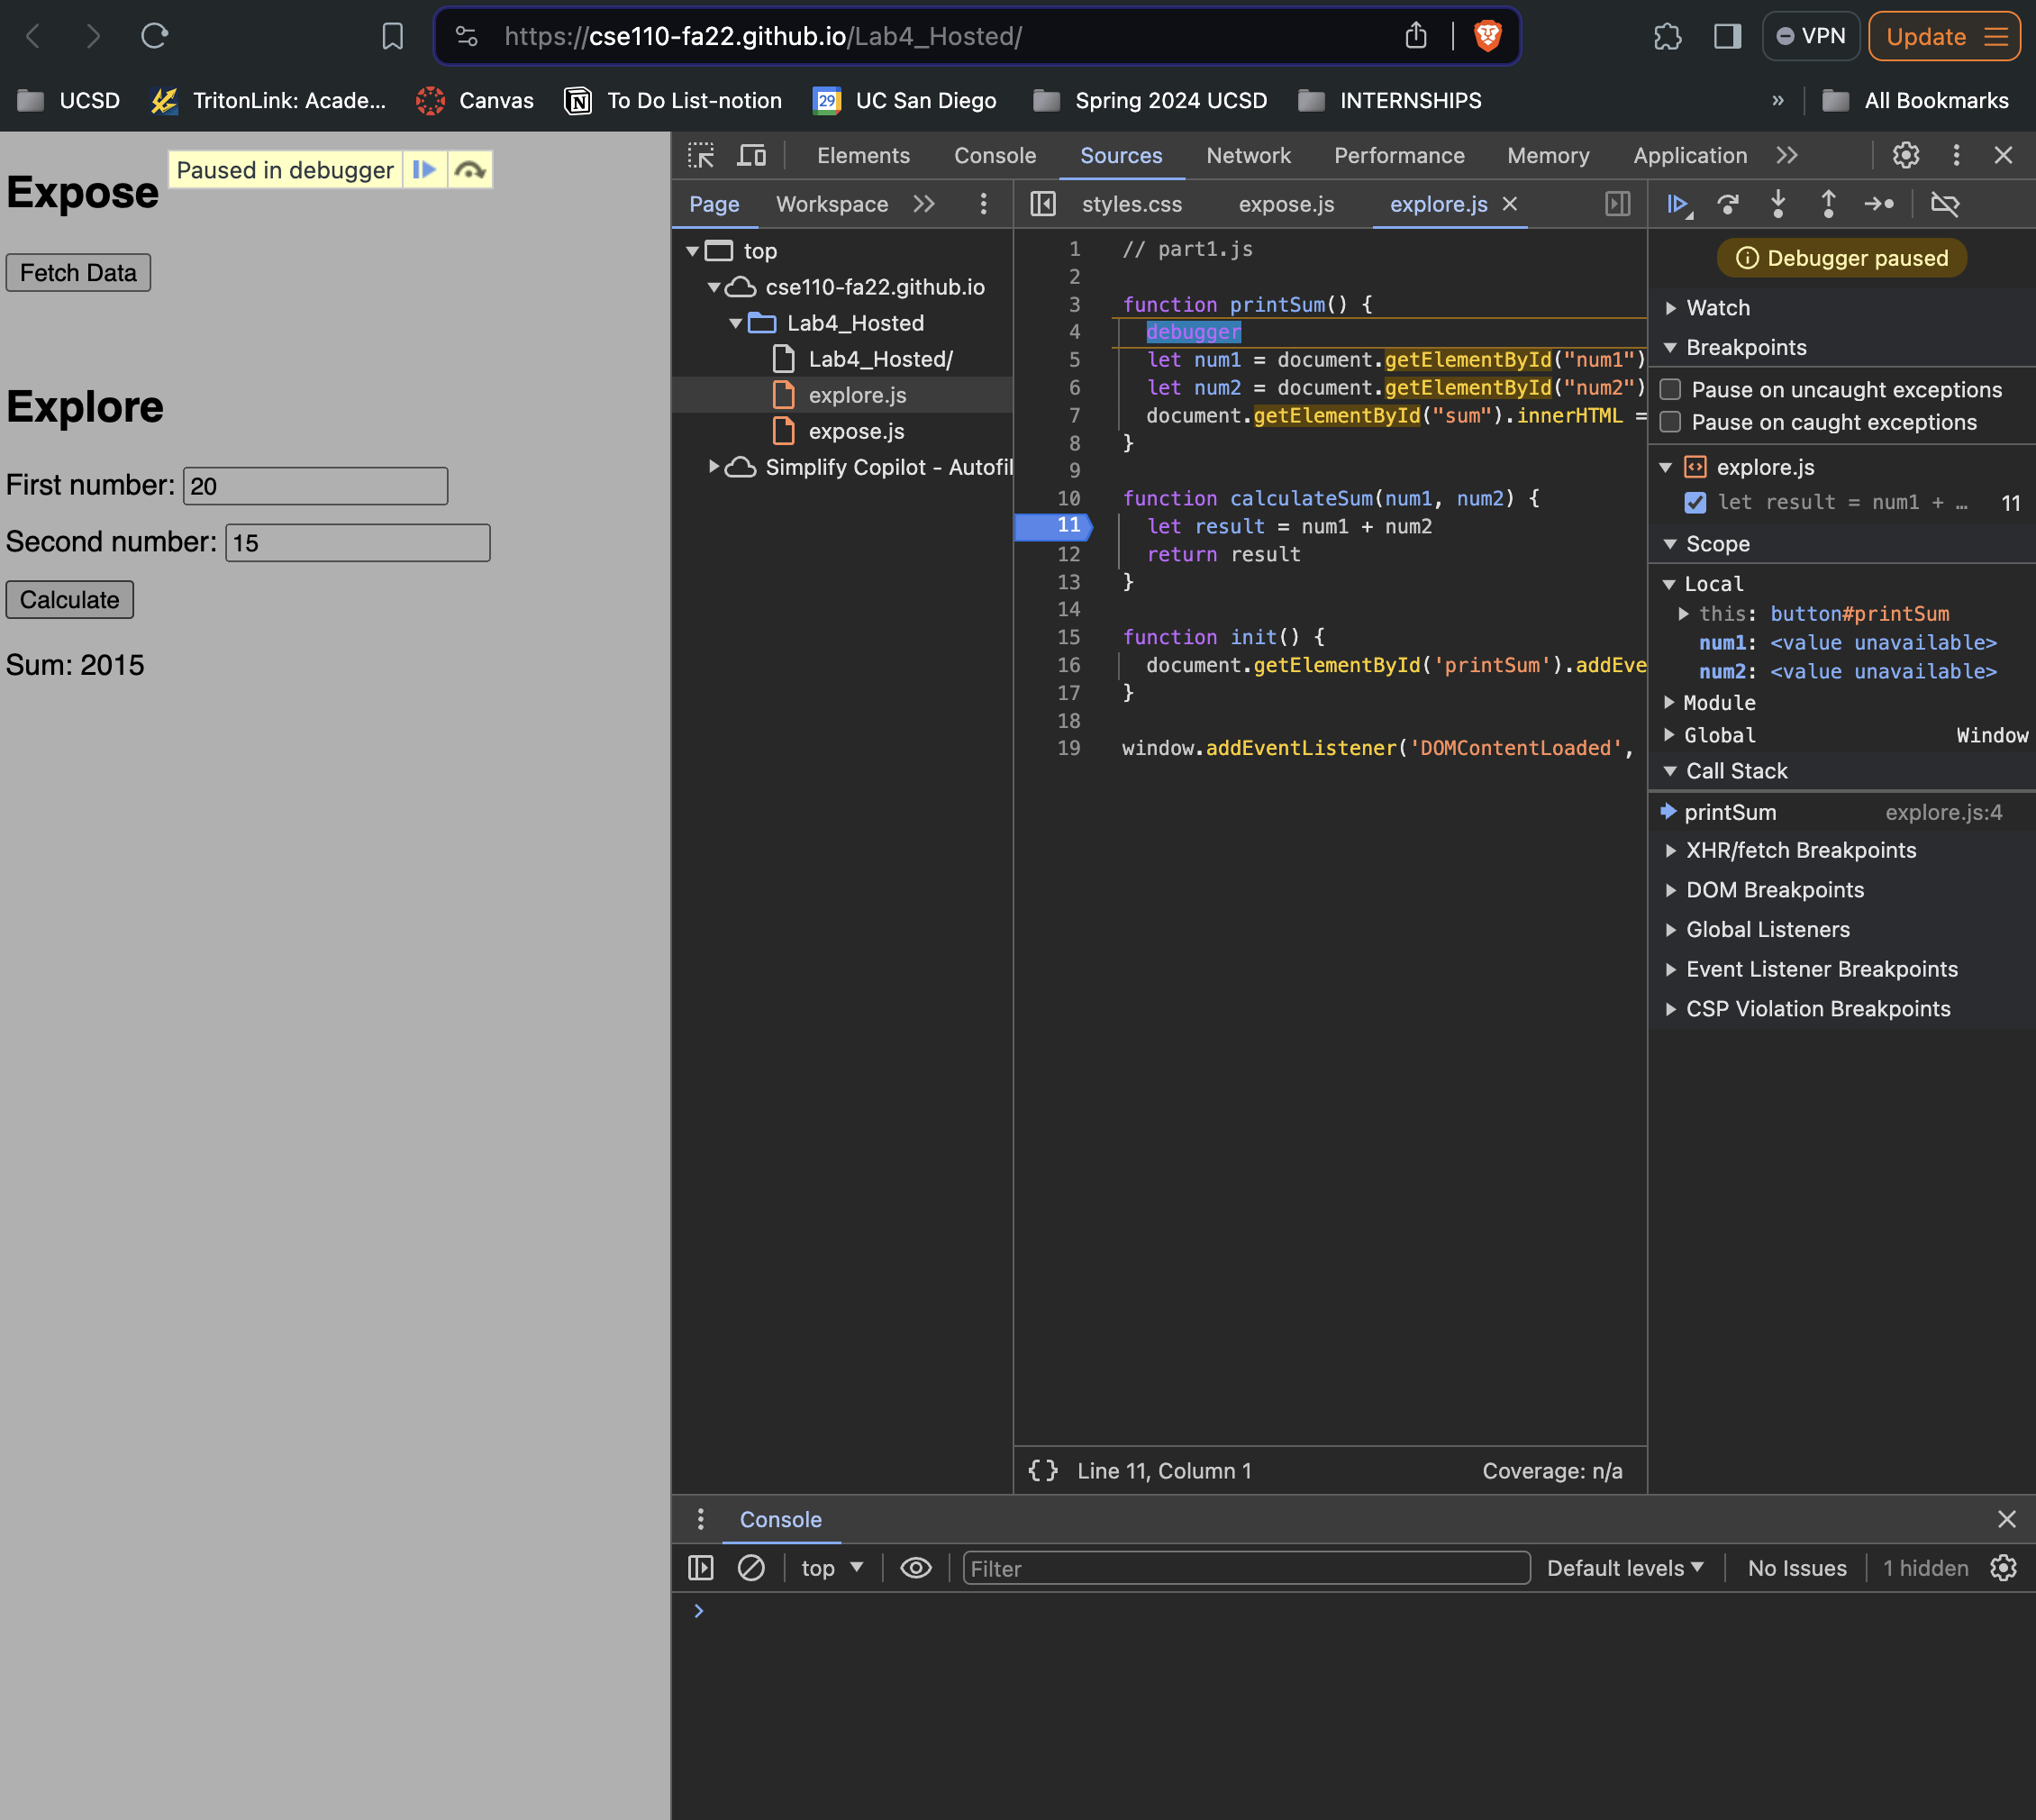 https://cse110-fa22.github.io/Lab4_Hosted/
VPN
Update
UCSD
TritonLink: Acade...
Canvas
To Do List-notion
29
UC San Diego
Spring 2024 UCSD
INTERNSHIPS
»
All Bookmarks
Paused in debugger
Expose
Fetch Data
Explore
First number: 20
Second number: 15
Calculate
Sum: 2015
Elements Console Sources Network Performance Memory Application
Page Workspace
top
cse110-fa22.github.io
Lab4_Hosted
Lab4_Hosted/
explore.js
expose.js
Simplify Copilot - Autofil
styles.css expose.js explore.js
1 // part1.js
2
3 function printSum() {
4 debugger
5 let num1 = document.getElementById("num1")
6 let num2 = document.getElementById("num2")
7 document.getElementById("sum").innerHTML =
8 }
9
10 function calculateSum(num1, num2) {
11 let result = num1 + num2
12 return result
13 }
14
15 function init() {
16 document.getElementById('printSum').addEve
17 }
18
19 window.addEventListener('DOMContentLoaded',
{ } Line 11, Column 1 Coverage: n/a
Debugger paused
Watch
Breakpoints
Pause on uncaught exceptions
Pause on caught exceptions
explore.js
let result = num1 + … 11
Scope
Local
this: button#printSum
num1: <value unavailable>
num2: <value unavailable>
Module
Global Window
Call Stack
printSum explore.js:4
XHR/fetch Breakpoints
DOM Breakpoints
Global Listeners
Event Listener Breakpoints
CSP Violation Breakpoints
Console
top Filter Default levels No Issues 1 hidden